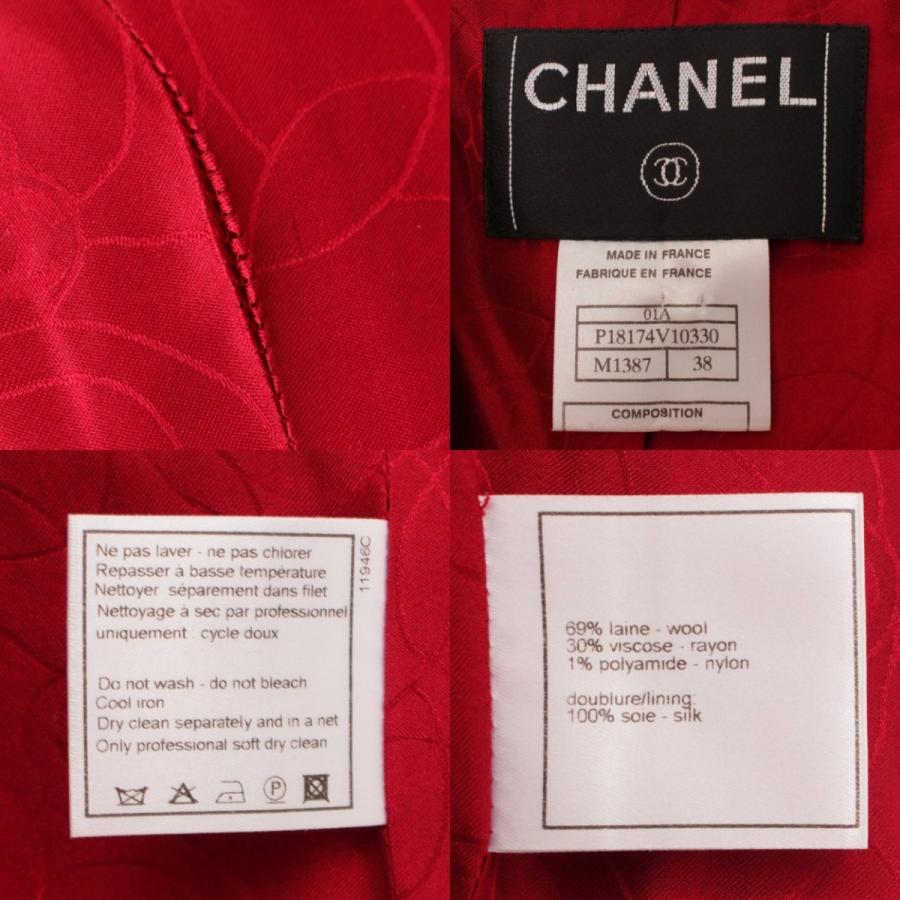 CHANEL
MADE IN FRANCE
FABRIQUE EN FRANCE
01A
P18174V10330
M1387 38
COMPOSITION
Ne pas laver - ne pas chlorer
Repasser à basse température
Nettoyer séparement dans filet
Nettoyage à sec par professionnel
uniquement : cycle doux
Do not wash - do not bleach
Cool iron
Dry clean separately and in a net
Only professional soft dry clean
P
11946C
69% laine - wool
30% viscose - rayon
1% polyamide - nylon
doublure/lining:
100% soie - silk